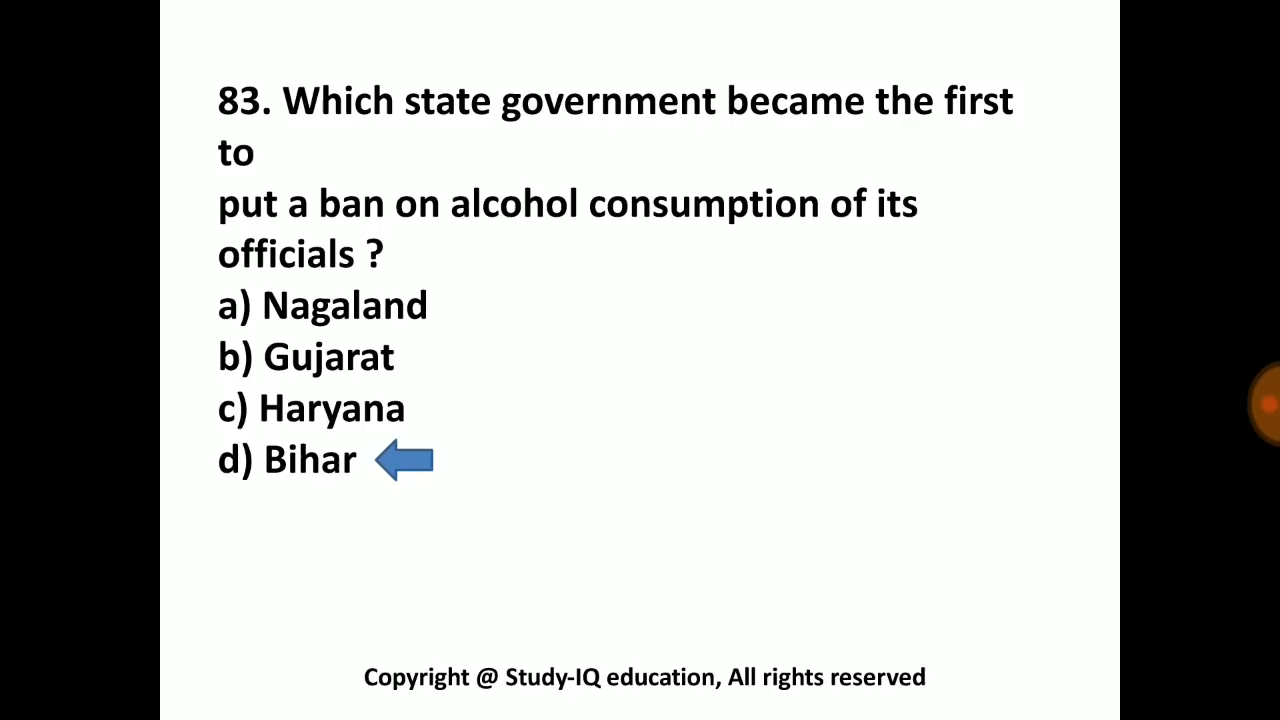 83. Which state government became the first
to
put a ban on alcohol consumption of its
officials ?
a) Nagaland
b) Gujarat
c) Haryana
d) Bihar
Copyright @ Study-IQ education, All rights reserved